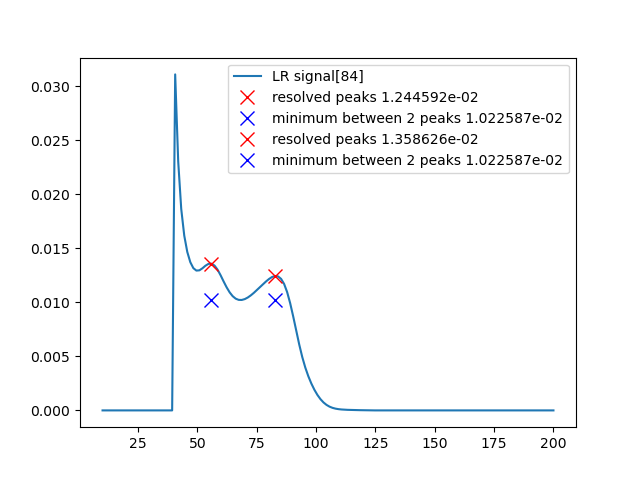 LR signal[84]
resolved peaks 1.244592e-02
minimum between 2 peaks 1.022587e-02
resolved peaks 1.358626e-02
minimum between 2 peaks 1.022587e-02
0.030
0.025
0.020
0.015
0.010
0.005
0.000
25 50 75 100 125 150 175 200